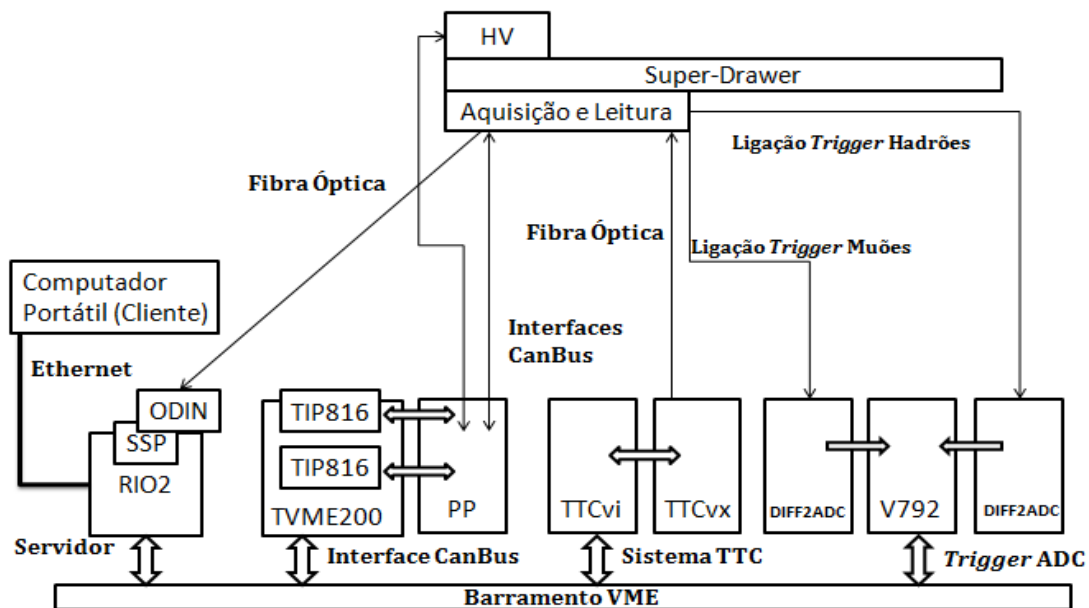 HV
Super-Drawer
Aquisição e Leitura
Ligação Trigger Hadrões
Fibra Óptica
Fibra Óptica
Ligação Trigger Muões
Computador
Portátil (Cliente)
Interfaces
CanBus
Ethernet
ODIN
SSP
RIO2
TIP816
TIP816
TVME200
PP
TTCvi
TTCvx
DIFF2ADC
V792
DIFF2ADC
Servidor
Interface CanBus
Sistema TTC
Trigger ADC
Barramento VME